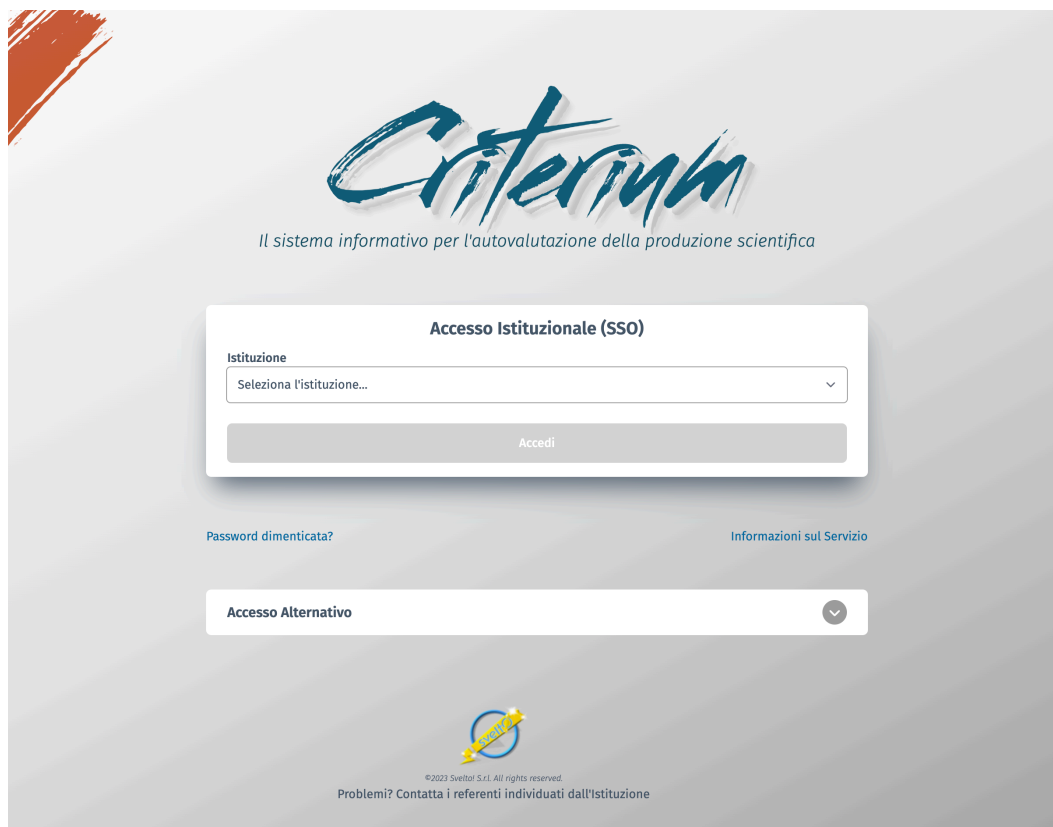 Criterium
Il sistema informativo per l'autovalutazione della produzione scientifica
Accesso Istituzionale (SSO)
Istituzione
Seleziona l'istituzione...
Accedi
Password dimenticata?
Informazioni sul Servizio
Accesso Alternativo
svelto!
©2023 Svelto! S.r.l. All rights reserved.
Problemi? Contatta i referenti individuati dall'Istituzione